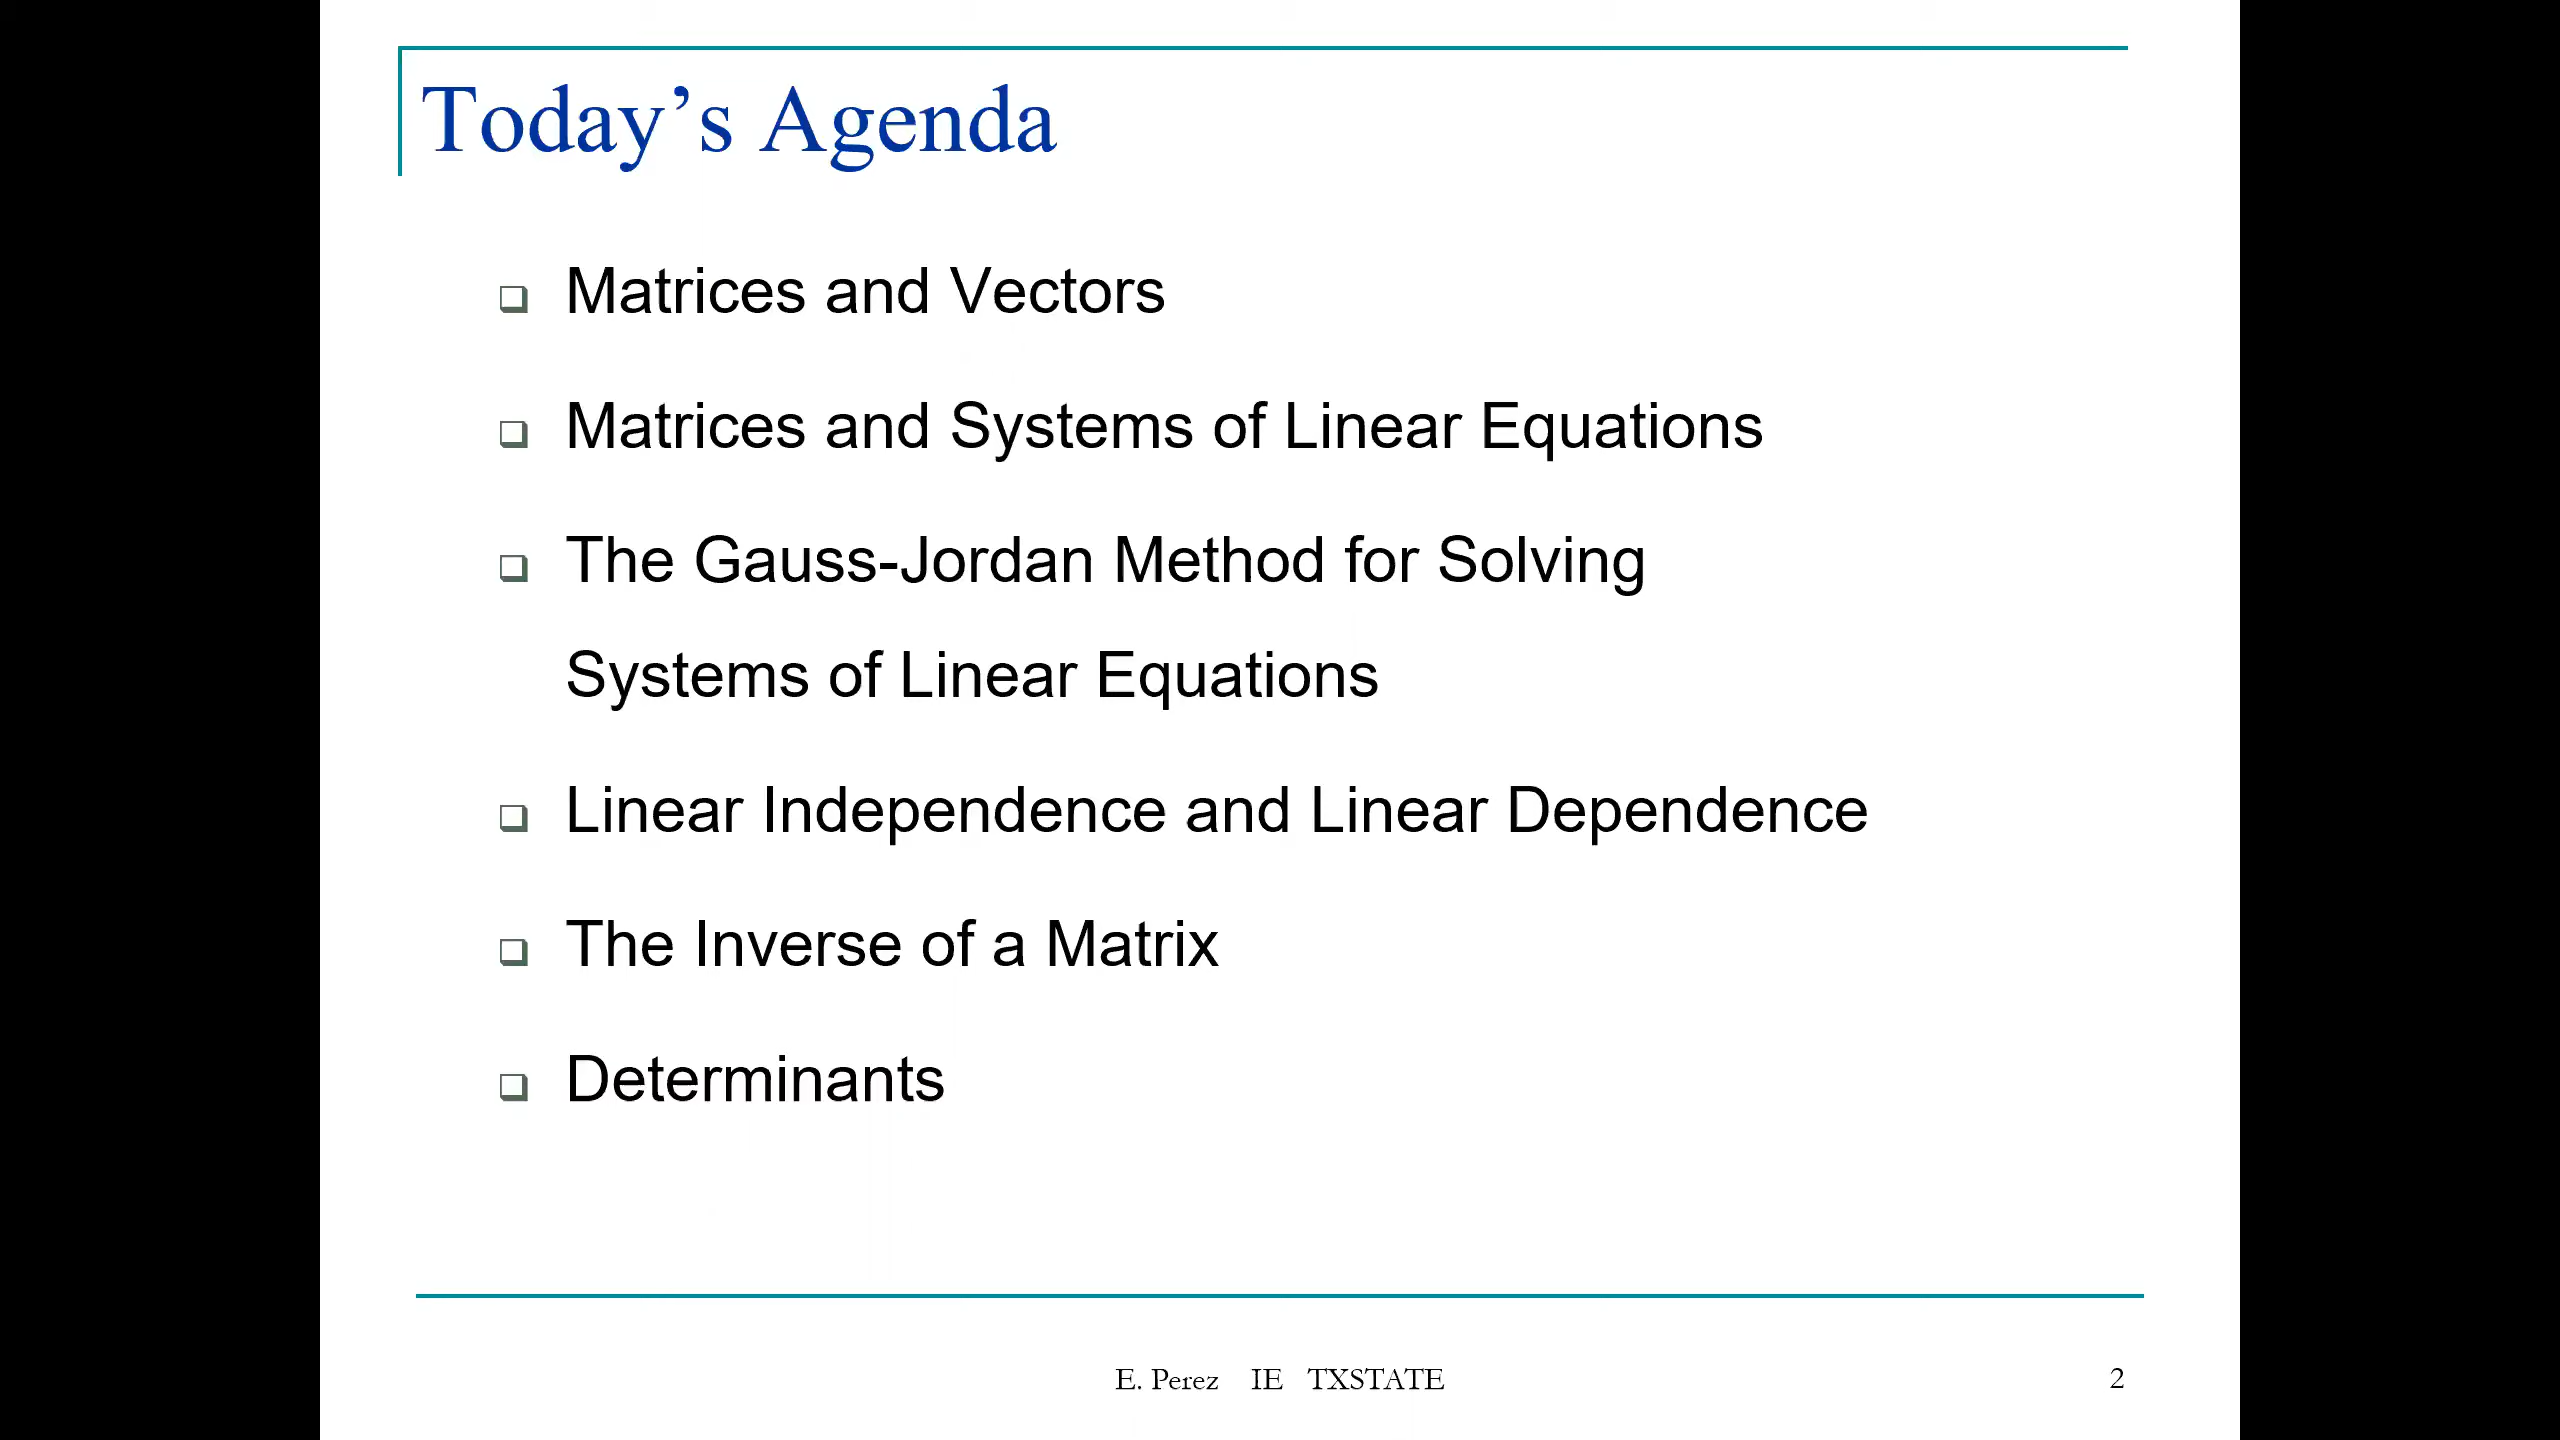 Today’s Agenda
Matrices and Vectors
Matrices and Systems of Linear Equations
The Gauss-Jordan Method for Solving
Systems of Linear Equations
Linear Independence and Linear Dependence
The Inverse of a Matrix
Determinants
E. Perez IE TXSTATE
2